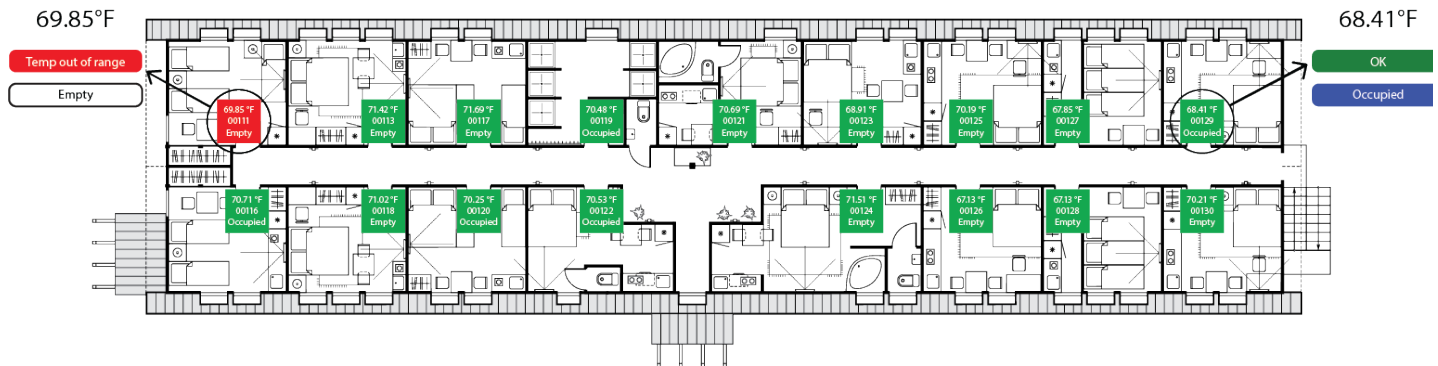 69.85°F
Temp out of range
Empty
68.41°F
OK
Occupied
69.85 °F
00111
Empty
71.42 °F
00113
Empty
71.69 °F
00117
Empty
70.48 °F
00119
Occupied
70.69 °F
00121
Empty
68.91 °F
00123
Empty
70.19 °F
00125
Empty
67.85 °F
00127
Empty
68.41 °F
00129
Occupied
70.71 °F
00116
Occupied
71.02 °F
00118
Empty
70.25 °F
00120
Occupied
70.53 °F
00122
Occupied
71.51 °F
00124
Empty
67.13 °F
00126
Empty
67.13 °F
00128
Empty
70.21 °F
00130
Empty